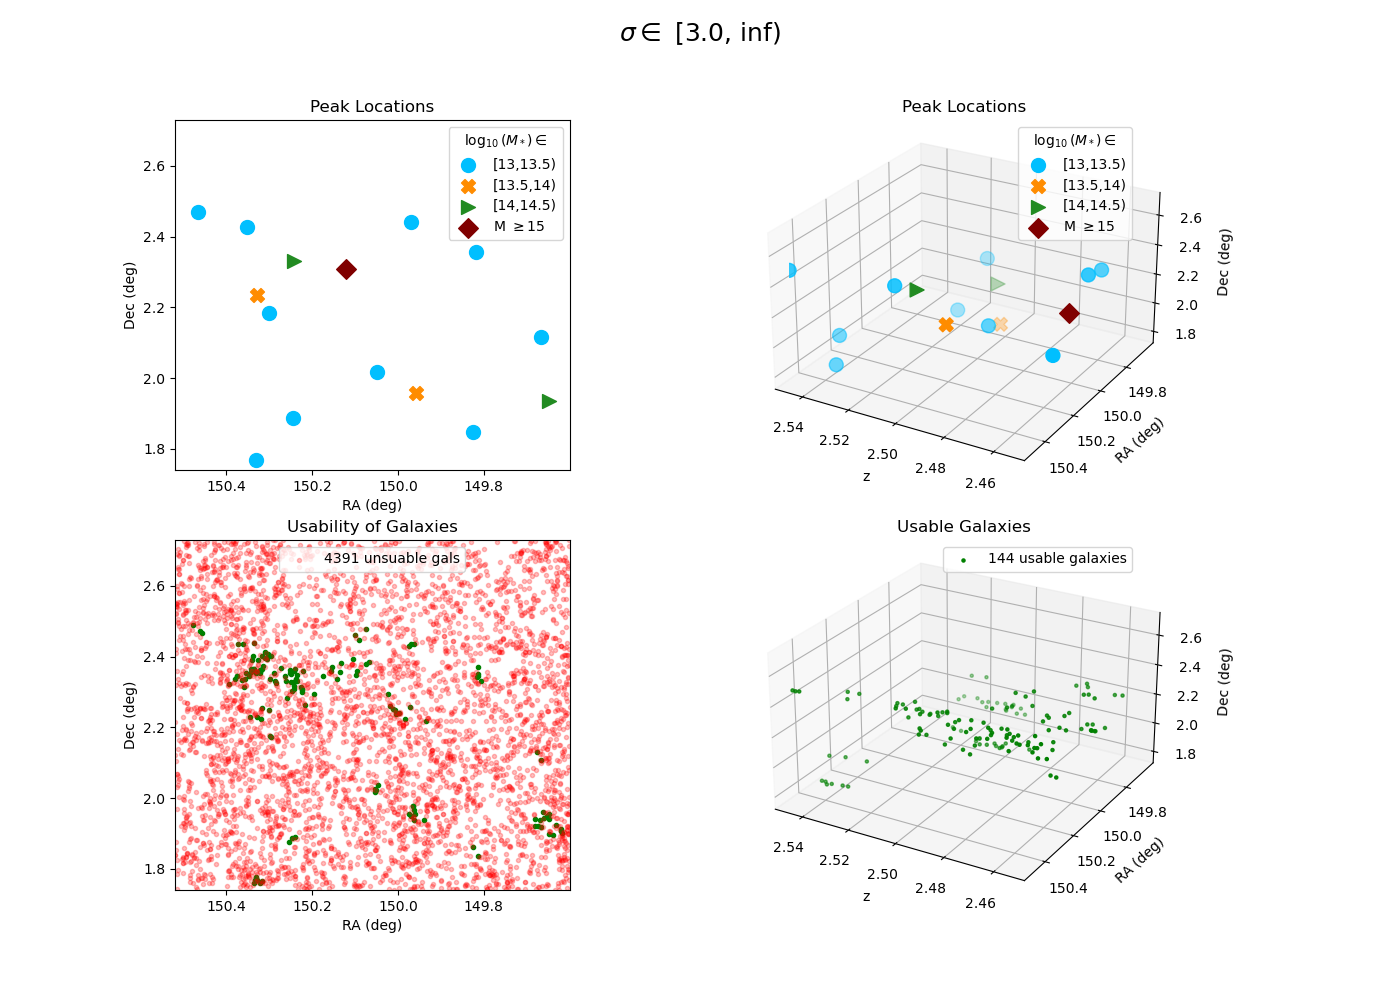 σ∈ [3.0, inf)
Peak Locations
log₁₀(M*)∈
[13,13.5)
[13.5,14)
[14,14.5)
M ≥15
2.6
2.4
2.2
2.0
1.8
Dec (deg)
150.4 150.2 150.0 149.8
RA (deg)
Peak Locations
log₁₀(M*)∈
[13,13.5)
[13.5,14)
[14,14.5)
M ≥15
2.6
2.4
2.2
2.0
1.8
Dec (deg)
149.8
150.0
150.2
150.4
RA (deg)
2.54
2.52
2.50
2.48
2.46
z
Usability of Galaxies
4391 unsuable gals
2.6
2.4
2.2
2.0
1.8
Dec (deg)
150.4 150.2 150.0 149.8
RA (deg)
Usable Galaxies
144 usable galaxies
2.6
2.4
2.2
2.0
1.8
Dec (deg)
149.8
150.0
150.2
150.4
RA (deg)
2.54
2.52
2.50
2.48
2.46
z